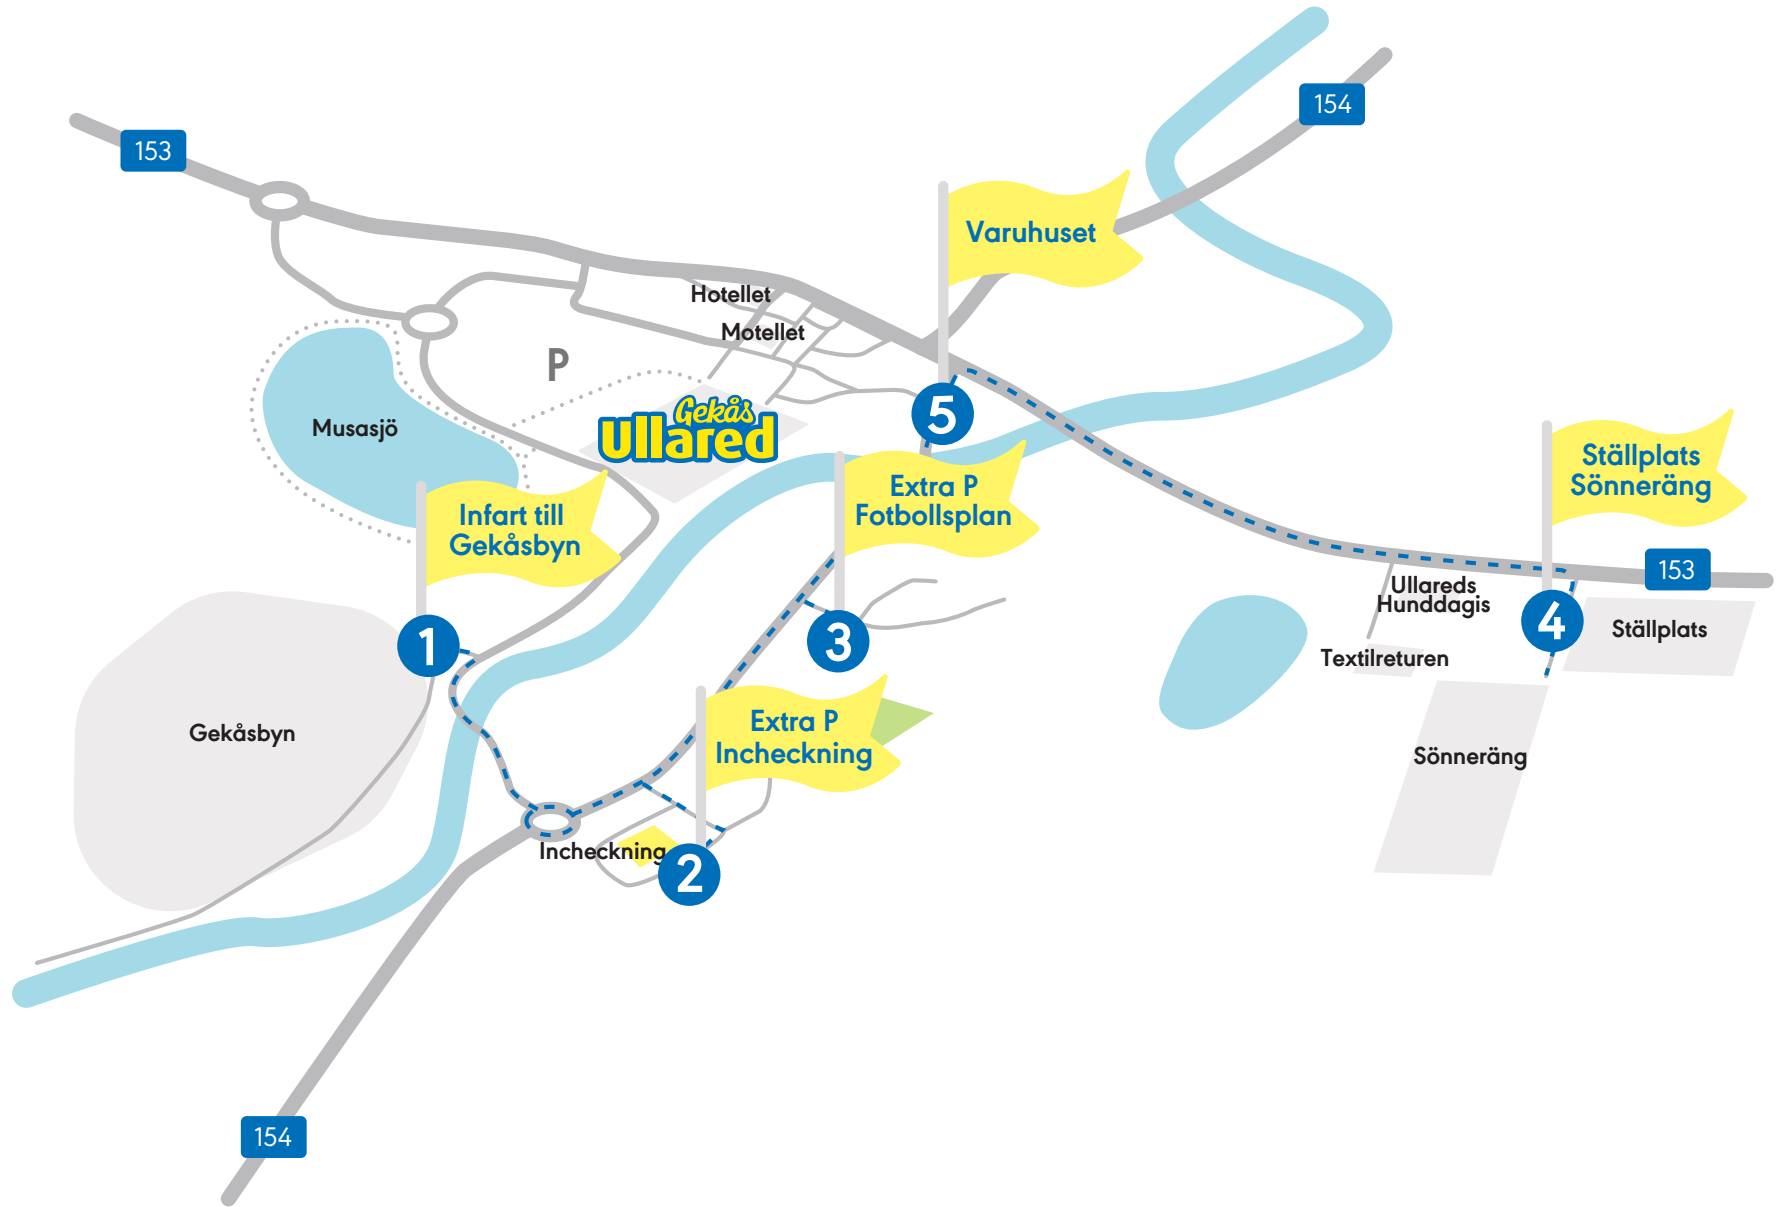 154
153
Varuhuset
Hotellet
Motellet
P
Gekås
Ullared
5
Musasjö
Ställplats
Sönneräng
Extra P
Fotbollsplan
Infart till
Gekåsbyn
153
Ullareds
Hunddagis
4
Ställplats
1
3
Textilreturen
Gekåsbyn
Extra P
Incheckning
Sönneräng
Incheckning
2
154